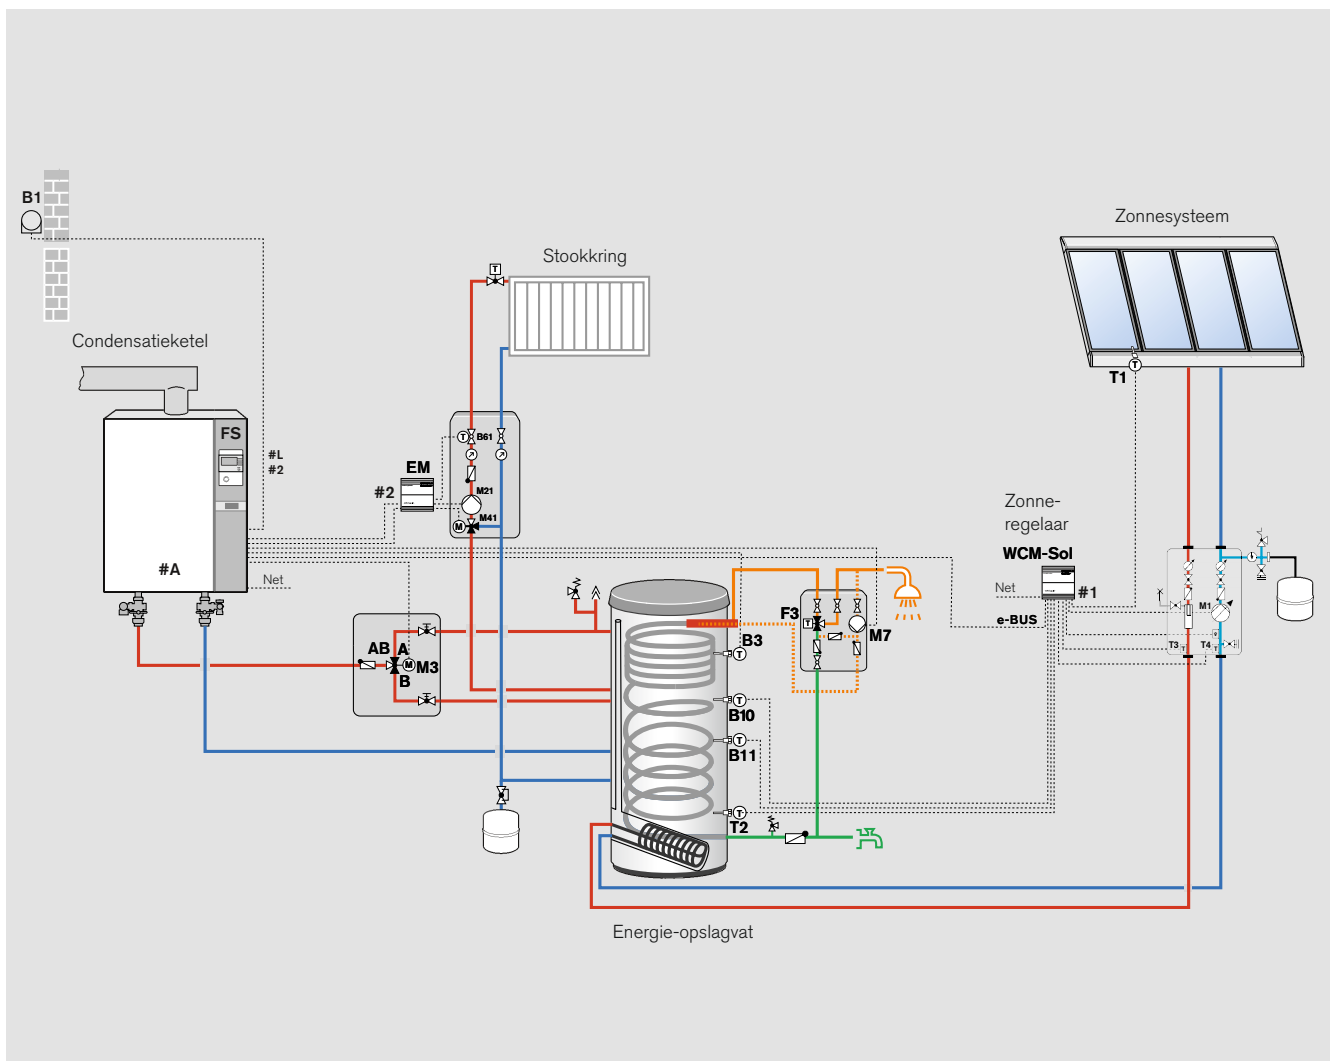 B1
Zonnesysteem
Stookkring
Condensatieketel
T
T
T1
FS
#L
#2
T
B61
EM
#2
M21
M
M41
Zonne-
regelaar
WCM-Sol
#A
Net
Net
#1
e-BUS
M1
T3
T
T4
T
F3
T
M7
AB
A
M
M3
B
B3
T
T
B10
T
B11
T
T2
Energie-opslagvat